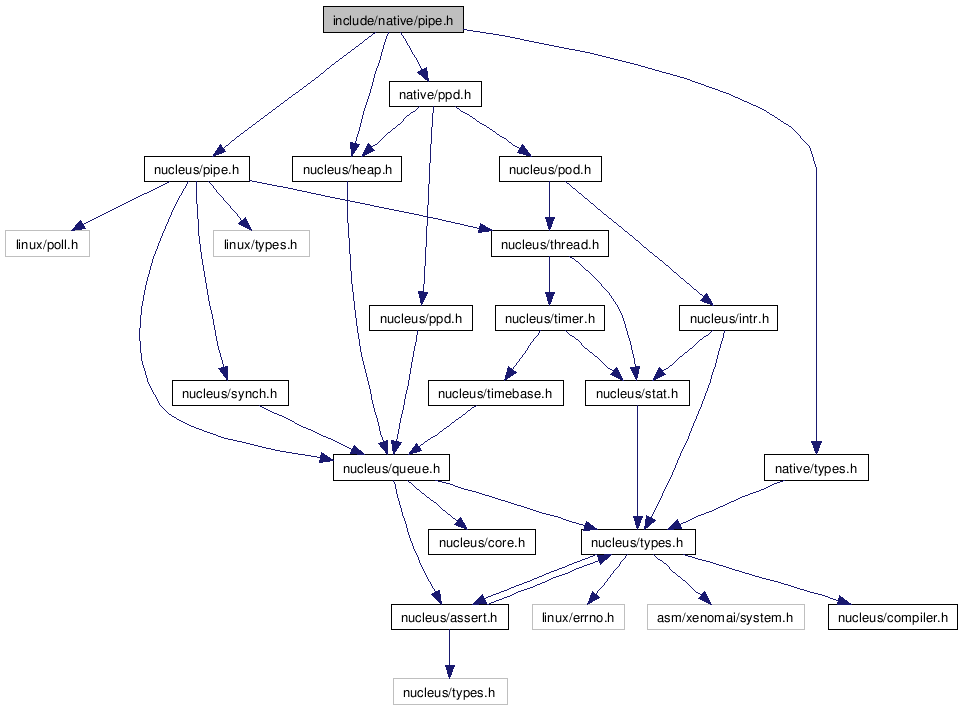 include/native/pipe.h
native/ppd.h
nucleus/pipe.h
nucleus/heap.h
nucleus/pod.h
linux/poll.h
linux/types.h
nucleus/thread.h
nucleus/ppd.h
nucleus/timer.h
nucleus/intr.h
nucleus/synch.h
nucleus/timebase.h
nucleus/stat.h
nucleus/queue.h
native/types.h
nucleus/core.h
nucleus/types.h
nucleus/assert.h
linux/errno.h
asm/xenomai/system.h
nucleus/compiler.h
nucleus/types.h